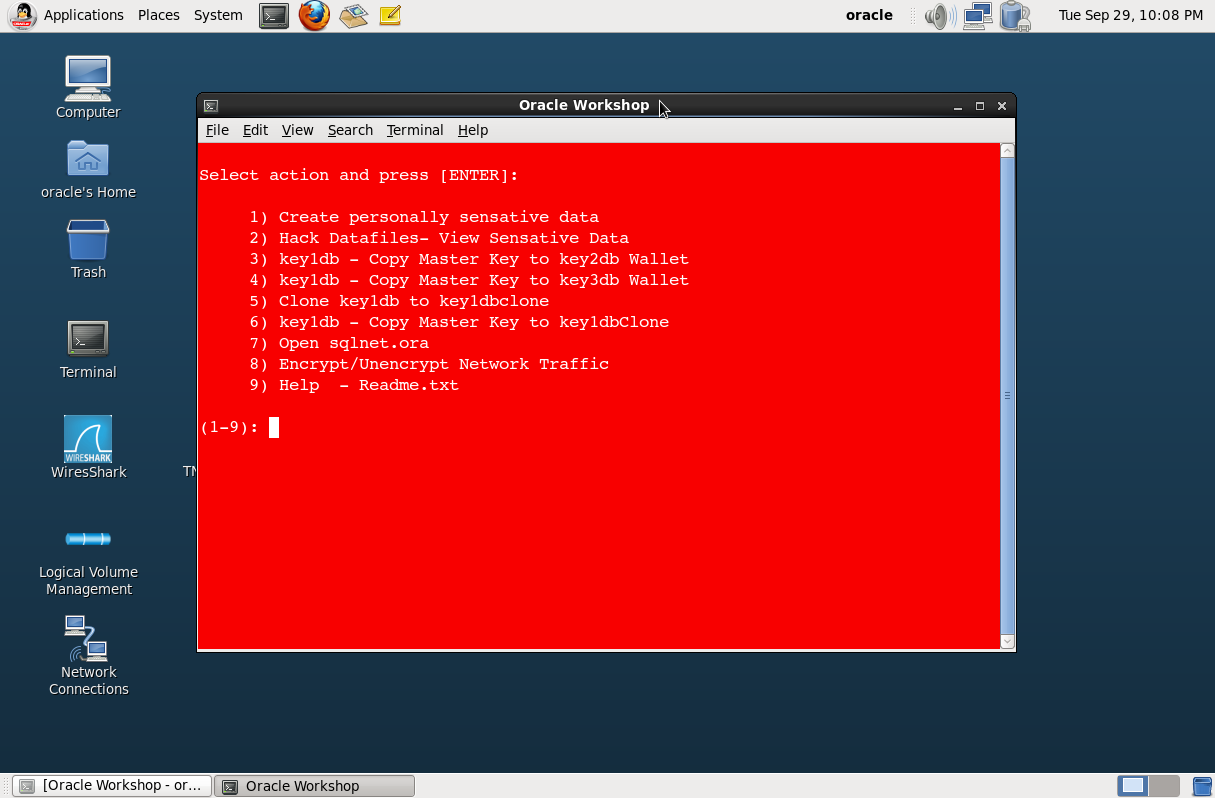 Applications Places System
oracle
Tue Sep 29, 10:08 PM
Computer
oracle's Home
Trash
Terminal
WIRESHARK
WiresShark
Logical Volume
Management
Network
Connections
Oracle Workshop
File Edit View Search Terminal Help
Select action and press [ENTER]:
1) Create personally sensative data
2) Hack Datafiles- View Sensative Data
3) key1db - Copy Master Key to key2db Wallet
4) key1db - Copy Master Key to key3db Wallet
5) Clone key1db to key1dbclone
6) key1db - Copy Master Key to key1dbClone
7) Open sqlnet.ora
8) Encrypt/Unencrypt Network Traffic
9) Help - Readme.txt
(1-9):
[Oracle Workshop - or...
Oracle Workshop